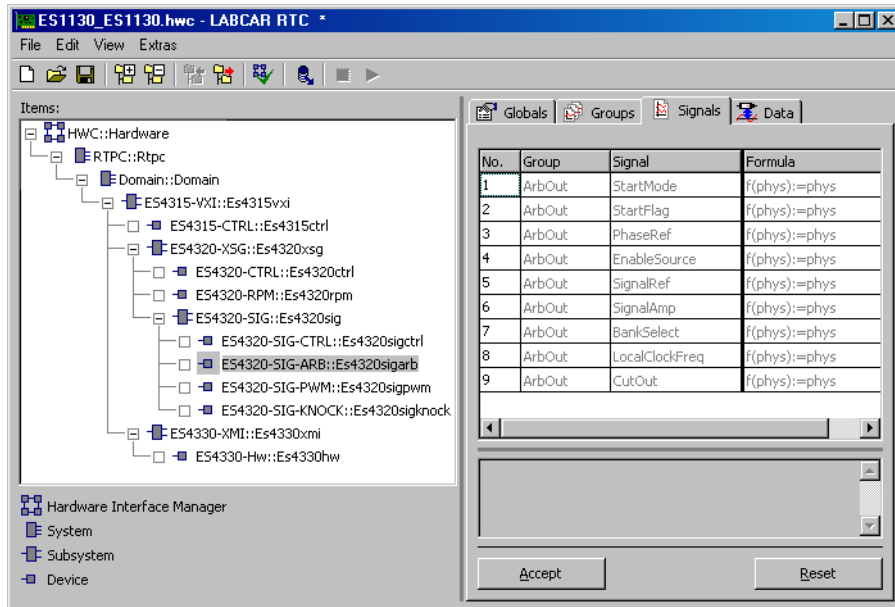 ES1130_ES1130.hwc - LABCAR RTC *
File Edit View Extras
Items:
HWC::Hardware
RTPC::Rtpc
Domain::Domain
ES4315-VXI::Es4315vxi
ES4315-CTRL::Es4315ctrl
ES4320-XSG::Es4320xsg
ES4320-CTRL::Es4320ctrl
ES4320-RPM::Es4320rpm
ES4320-SIG::Es4320sig
ES4320-SIG-CTRL::Es4320sigctrl
ES4320-SIG-ARB::Es4320sigarb
ES4320-SIG-PWM::Es4320sigpwm
ES4320-SIG-KNOCK::Es4320sigknock
ES4330-XMI::Es4330xmi
ES4330-Hw::Es4330hw
Hardware Interface Manager
System
Subsystem
Device
Globals Groups Signals Data
No. Group Signal Formula
1 ArbOut StartMode f(phys):=phys
2 ArbOut StartFlag f(phys):=phys
3 ArbOut PhaseRef f(phys):=phys
4 ArbOut EnableSource f(phys):=phys
5 ArbOut SignalRef f(phys):=phys
6 ArbOut SignalAmp f(phys):=phys
7 ArbOut BankSelect f(phys):=phys
8 ArbOut LocalClockFreq f(phys):=phys
9 ArbOut CutOut f(phys):=phys
Accept Reset